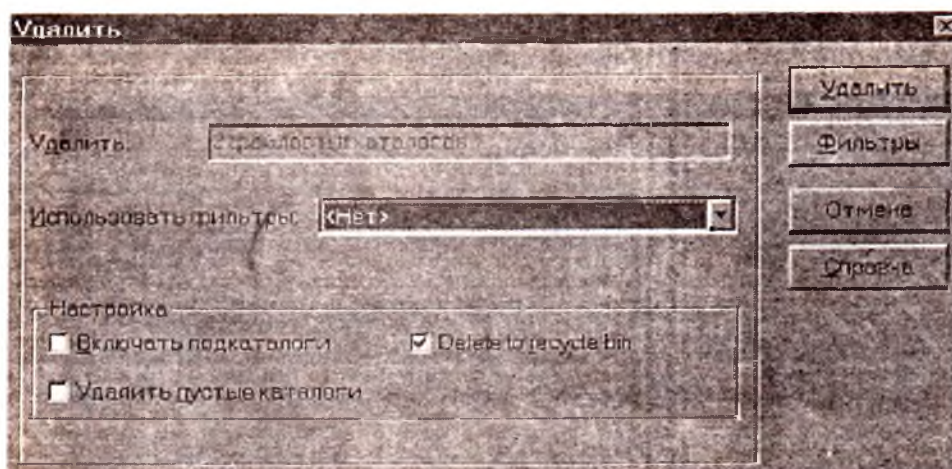 Удалить
Удалить
Удалить:
Фильтры
Использовать фильтры:
<Нет>
Отмена
Справка
Настройка
Включать подкаталоги
Delete to recycle bin
Удалить пустые каталоги